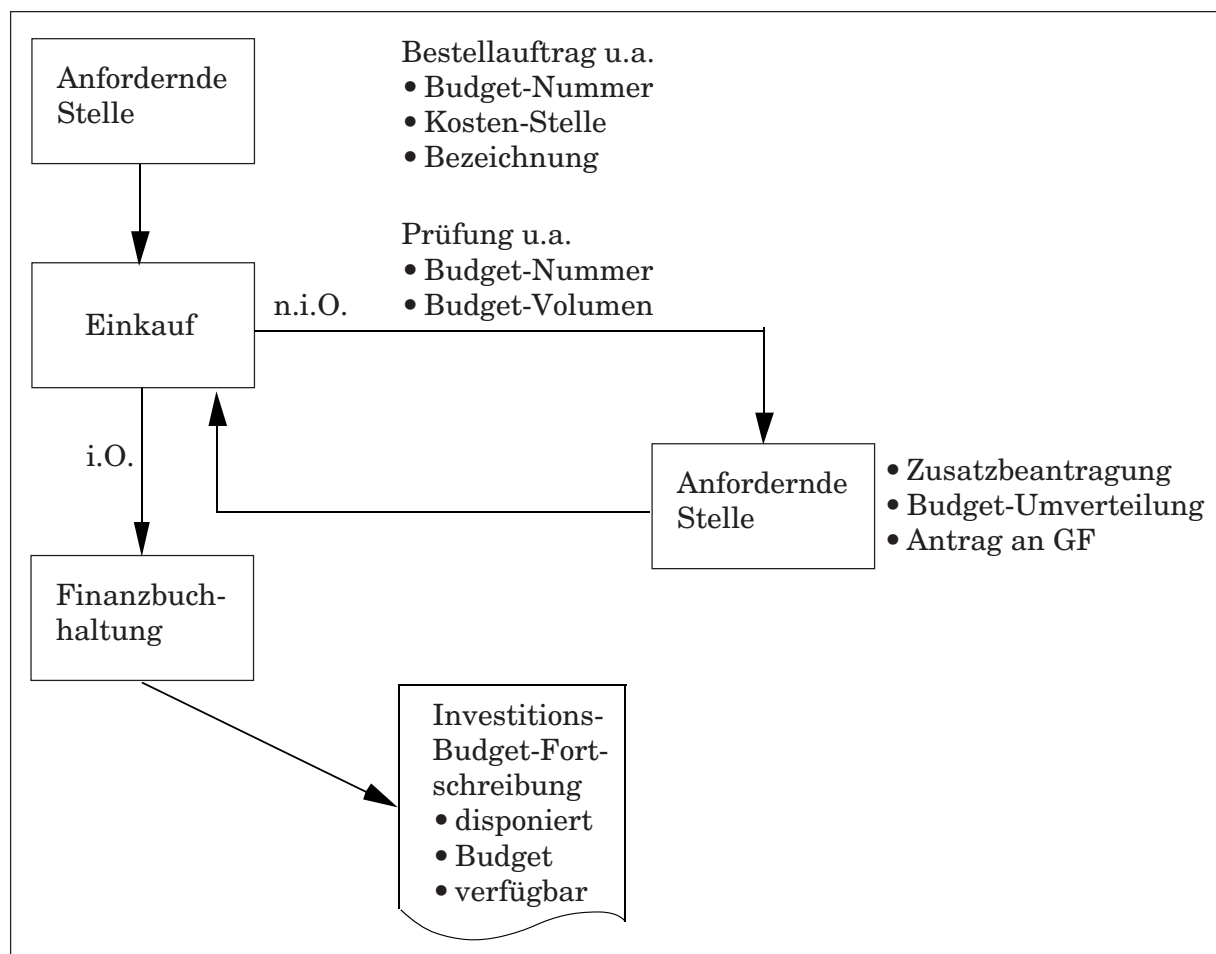 Anfordernde
Stelle
Bestellauftrag u.a.
• Budget-Nummer
• Kosten-Stelle
• Bezeichnung
Prüfung u.a.
• Budget-Nummer
• Budget-Volumen
Einkauf
n.i.O.
i.O.
Anfordernde
Stelle
• Zusatzbeantragung
• Budget-Umverteilung
• Antrag an GF
Finanzbuch-
haltung
Investitions-
Budget-Fort-
schreibung
• disponiert
• Budget
• verfügbar